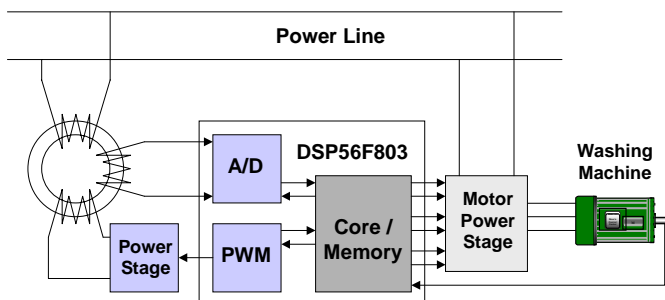 Power Line
DSP56F803
Washing
Machine
A/D
Core /
Memory
Motor
Power
Stage
Power
Stage
PWM